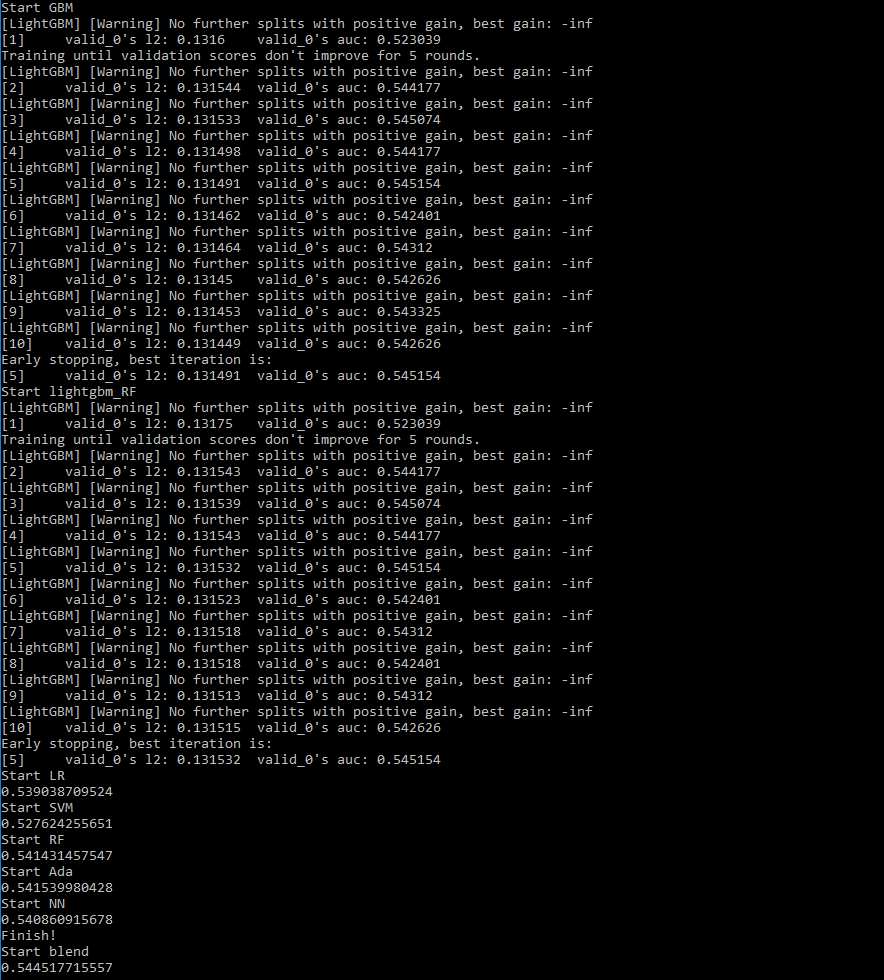 Start GBM
[LightGBM] [Warning] No further splits with positive gain, best gain: -inf
[1]     valid_0's l2: 0.1316    valid_0's auc: 0.523039
Training until validation scores don't improve for 5 rounds.
[LightGBM] [Warning] No further splits with positive gain, best gain: -inf
[2]     valid_0's l2: 0.131544  valid_0's auc: 0.544177
[LightGBM] [Warning] No further splits with positive gain, best gain: -inf
[3]     valid_0's l2: 0.131533  valid_0's auc: 0.545074
[LightGBM] [Warning] No further splits with positive gain, best gain: -inf
[4]     valid_0's l2: 0.131498  valid_0's auc: 0.544177
[LightGBM] [Warning] No further splits with positive gain, best gain: -inf
[5]     valid_0's l2: 0.131491  valid_0's auc: 0.545154
[LightGBM] [Warning] No further splits with positive gain, best gain: -inf
[6]     valid_0's l2: 0.131462  valid_0's auc: 0.542401
[LightGBM] [Warning] No further splits with positive gain, best gain: -inf
[7]     valid_0's l2: 0.131464  valid_0's auc: 0.54312
[LightGBM] [Warning] No further splits with positive gain, best gain: -inf
[8]     valid_0's l2: 0.13145   valid_0's auc: 0.542626
[LightGBM] [Warning] No further splits with positive gain, best gain: -inf
[9]     valid_0's l2: 0.131453  valid_0's auc: 0.543325
[LightGBM] [Warning] No further splits with positive gain, best gain: -inf
[10]    valid_0's l2: 0.131449  valid_0's auc: 0.542626
Early stopping, best iteration is:
[5]     valid_0's l2: 0.131491  valid_0's auc: 0.545154
Start lightgbm_RF
[LightGBM] [Warning] No further splits with positive gain, best gain: -inf
[1]     valid_0's l2: 0.13175   valid_0's auc: 0.523039
Training until validation scores don't improve for 5 rounds.
[LightGBM] [Warning] No further splits with positive gain, best gain: -inf
[2]     valid_0's l2: 0.131543  valid_0's auc: 0.544177
[LightGBM] [Warning] No further splits with positive gain, best gain: -inf
[3]     valid_0's l2: 0.131539  valid_0's auc: 0.545074
[LightGBM] [Warning] No further splits with positive gain, best gain: -inf
[4]     valid_0's l2: 0.131543  valid_0's auc: 0.544177
[LightGBM] [Warning] No further splits with positive gain, best gain: -inf
[5]     valid_0's l2: 0.131532  valid_0's auc: 0.545154
[LightGBM] [Warning] No further splits with positive gain, best gain: -inf
[6]     valid_0's l2: 0.131523  valid_0's auc: 0.542401
[LightGBM] [Warning] No further splits with positive gain, best gain: -inf
[7]     valid_0's l2: 0.131518  valid_0's auc: 0.54312
[LightGBM] [Warning] No further splits with positive gain, best gain: -inf
[8]     valid_0's l2: 0.131518  valid_0's auc: 0.542401
[LightGBM] [Warning] No further splits with positive gain, best gain: -inf
[9]     valid_0's l2: 0.131513  valid_0's auc: 0.54312
[LightGBM] [Warning] No further splits with positive gain, best gain: -inf
[10]    valid_0's l2: 0.131515  valid_0's auc: 0.542626
Early stopping, best iteration is:
[5]     valid_0's l2: 0.131532  valid_0's auc: 0.545154
Start LR
0.539038709524
Start SVM
0.527624255651
Start RF
0.541431457547
Start Ada
0.541539980428
Start NN
0.540860915678
Finish!
Start blend
0.544517715557